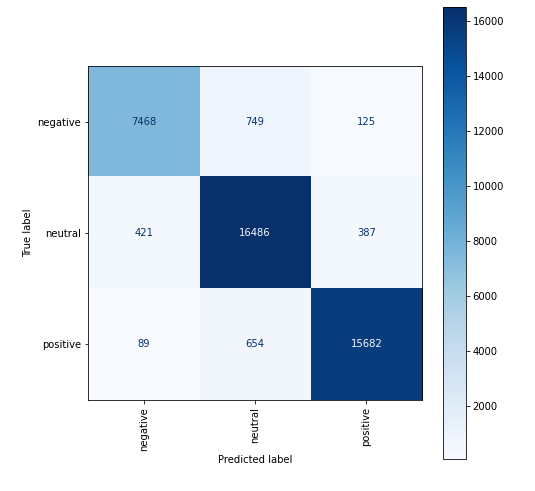 16000
14000
12000
10000
8000
6000
4000
2000
True label
negative 7468 749 125
neutral 421 16486 387
positive 89 654 15682
negative neutral positive
Predicted label